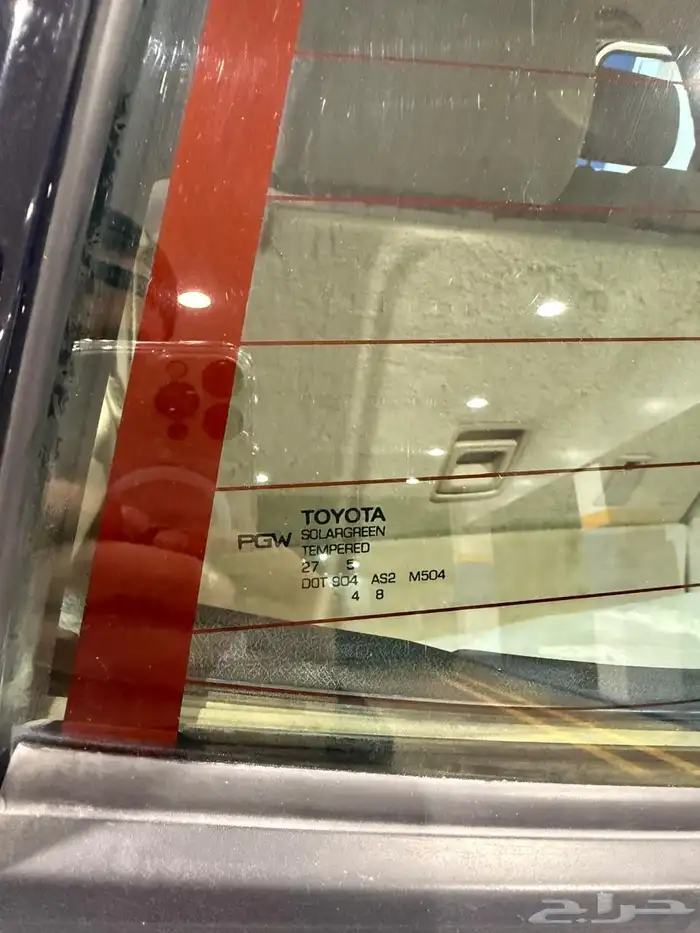 PGW TOYOTA
SOLARGREEN
TEMPERED
27 5
DOT 904 AS2 M504
4 8
حراج